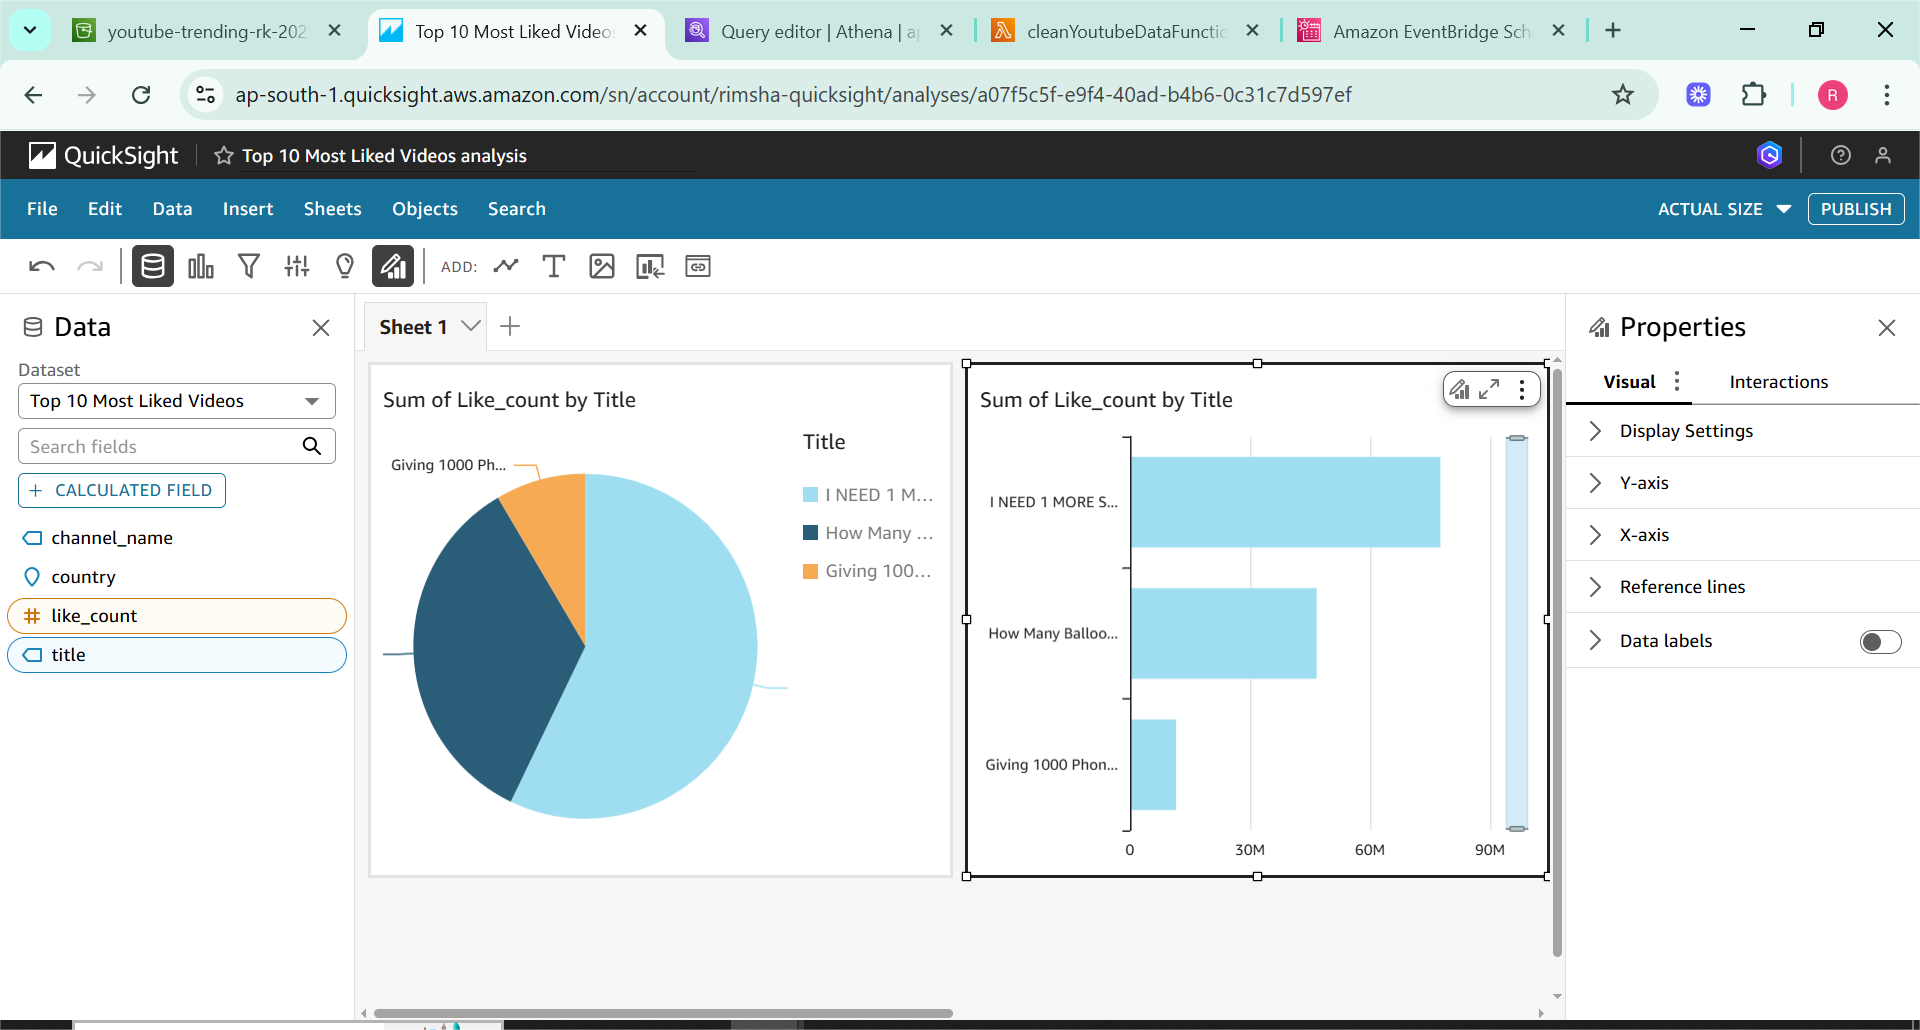 youtube-trending-rk-202
Top 10 Most Liked Videos
Query editor | Athena | ap
cleanYoutubeDataFunctic
Amazon EventBridge Sch
ap-south-1.quicksight.aws.amazon.com/sn/account/rimsha-quicksight/analyses/a07f5c5f-e9f4-40ad-b4b6-0c31c7d597ef
R
QuickSight
Top 10 Most Liked Videos analysis
File Edit Data Insert Sheets Objects Search
ACTUAL SIZE
PUBLISH
ADD:
Data
Dataset
Top 10 Most Liked Videos
Search fields
+ CALCULATED FIELD
channel_name
country
# like_count
title
Sheet 1
Sum of Like_count by Title
Giving 1000 Ph...
Title
I NEED 1 M...
How Many ...
Giving 100...
Sum of Like_count by Title
I NEED 1 MORE S...
How Many Balloo...
Giving 1000 Phon...
0 30M 60M 90M
Properties
Visual
Interactions
Display Settings
Y-axis
X-axis
Reference lines
Data labels